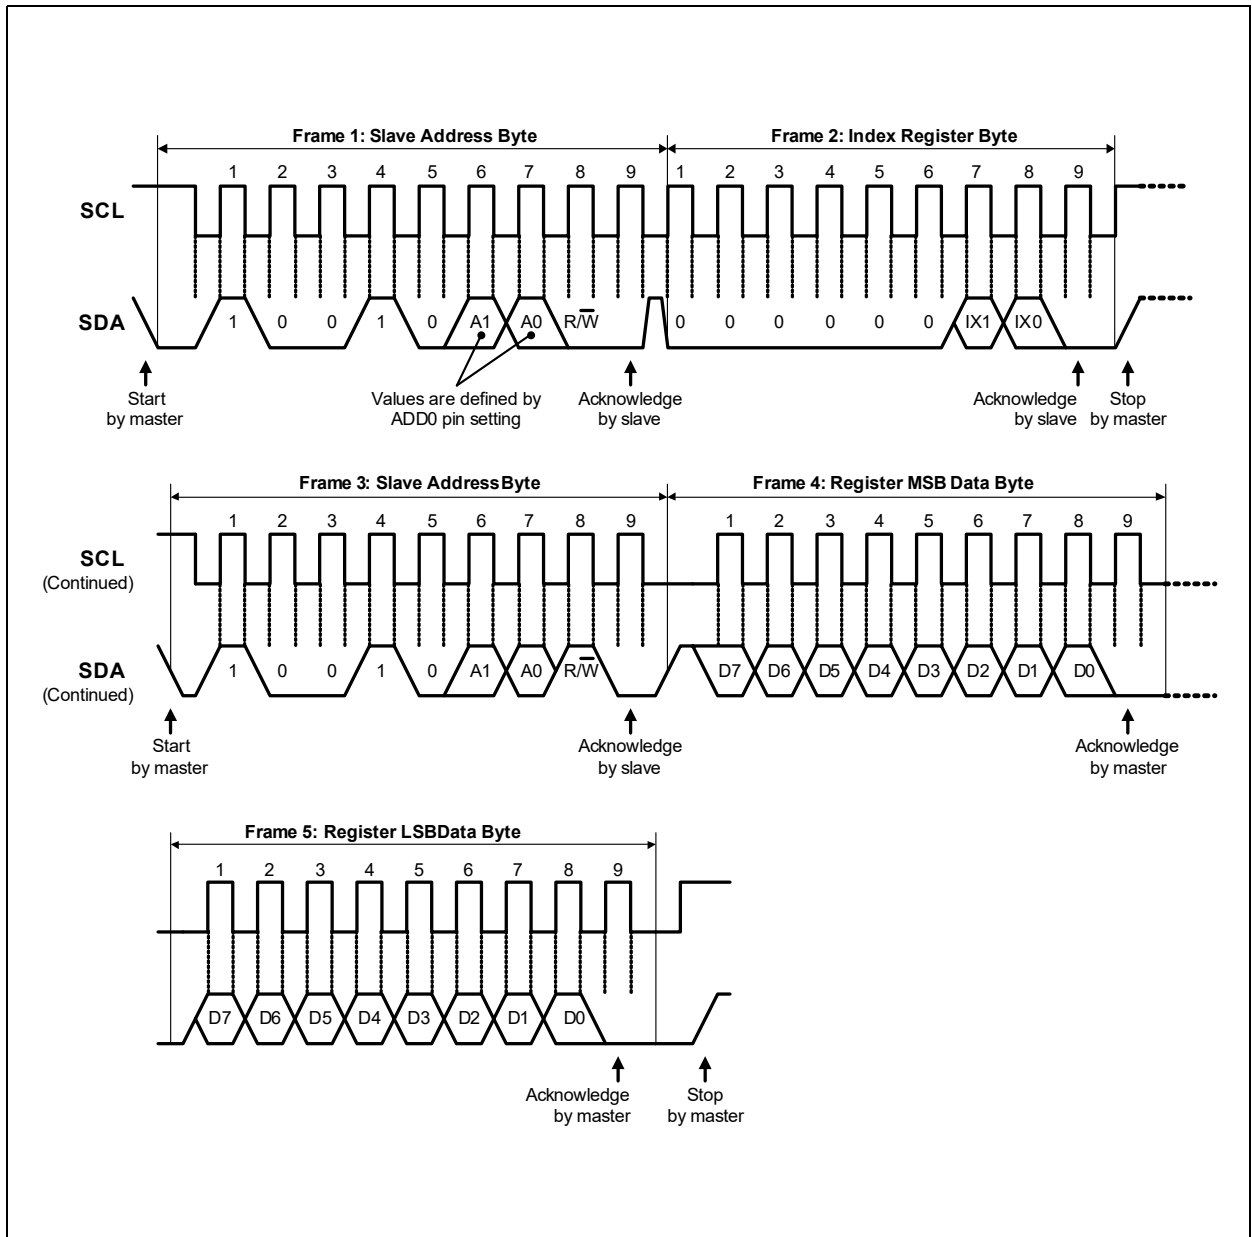 Frame 1: Slave Address Byte Frame 2: Index Register Byte
1 2 3 4 5 6 7 8 9 1 2 3 4 5 6 7 8 9
SCL
SDA 1 0 0 1 0 A1 A0 R/W̅ 0 0 0 0 0 0 IX1 IX0
Start
by master
Values are defined by
ADD0 pin setting
Acknowledge
by slave
Acknowledge
by slave
Stop
by master
Frame 3: Slave Address Byte Frame 4: Register MSB Data Byte
1 2 3 4 5 6 7 8 9 1 2 3 4 5 6 7 8 9
SCL
(Continued)
SDA 1 0 0 1 0 A1 A0 R/W̅ D7 D6 D5 D4 D3 D2 D1 D0
(Continued)
Start
by master
Acknowledge
by slave
Acknowledge
by master
Frame 5: Register LSBData Byte
1 2 3 4 5 6 7 8 9
D7 D6 D5 D4 D3 D2 D1 D0
Acknowledge
by master
Stop
by master